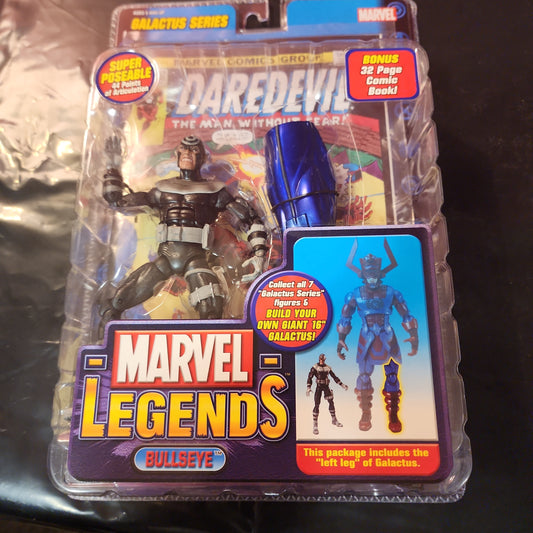 GALACTUS SERIES
MARVEL
SUPER
POSEABLE
44 Points
of Articulation
MARVEL COMICS GROUP
DAREDEVIL
THE MAN WITHOUT FEAR!
BONUS
32 Page
Comic
Book!
Collect all 7
"Galactus Series"
figures &
BUILD YOUR
OWN GIANT 16"
GALACTUS!
MARVEL
LEGENDS™
BULLSEYE™
This package includes the
"left leg" of Galactus.